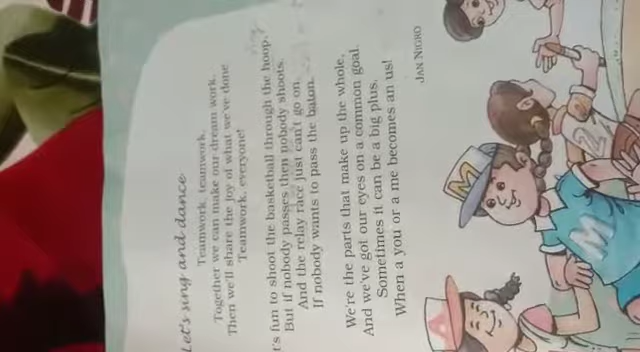 Let's sing and dance
Teamwork, teamwork,
Together we can make our dream work.
Then we'll share the joy of what we've done
Teamwork, everyone!
t's fun to shoot the basketball through the hoop,
But if nobody passes then nobody shoots.
And the relay race just can't go on,
If nobody wants to pass the baton.
We're the parts that make up the whole,
And we've got our eyes on a common goal.
Sometimes it can be a big plus,
When a you or a me becomes an us!
JAN NIGRO
M
M
2
A